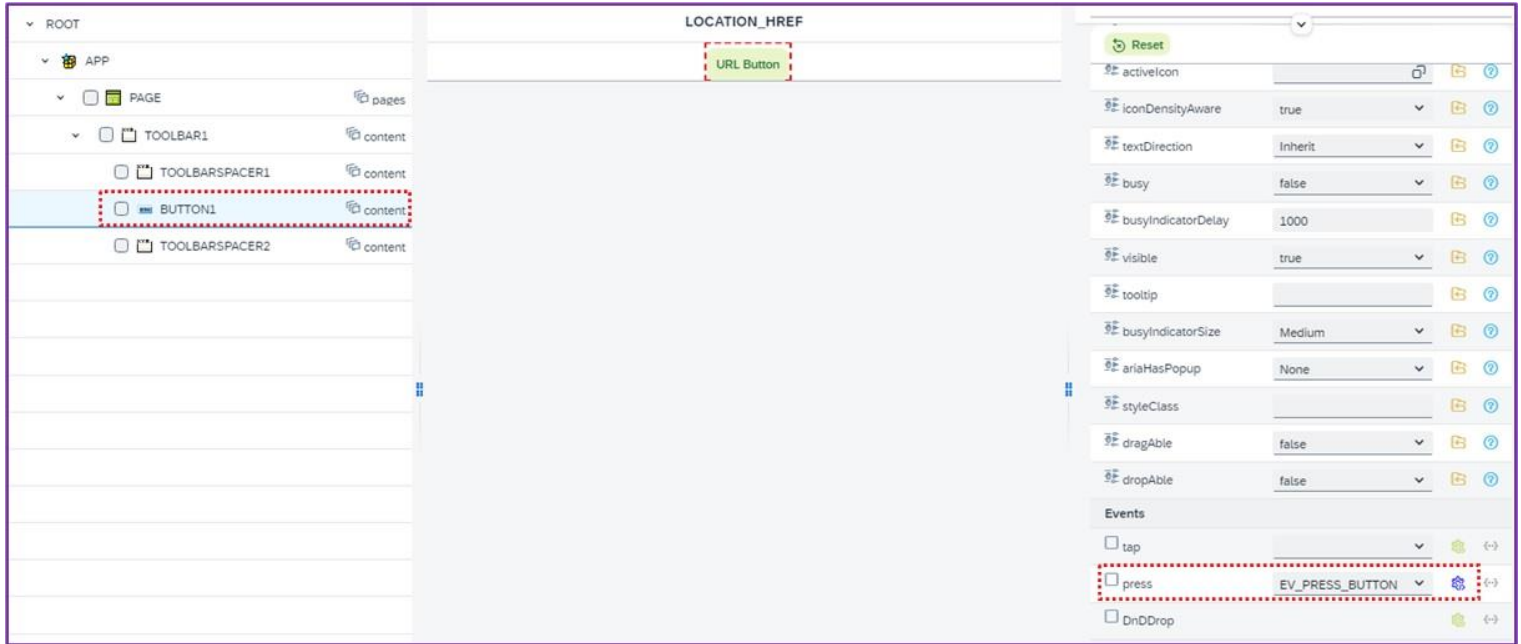 ROOT
APP
PAGE pages
TOOLBAR1 content
TOOLBARSPACER1 content
BUTTON1 content
TOOLBARSPACER2 content
LOCATION_HREF
URL Button
Reset
activeIcon
iconDensityAware true
textDirection Inherit
busy false
busyIndicatorDelay 1000
visible true
tooltip
busyIndicatorSize Medium
ariaHasPopup None
styleClass
dragAble false
dropAble false
Events
tap
press EV_PRESS_BUTTON
DnDDrop